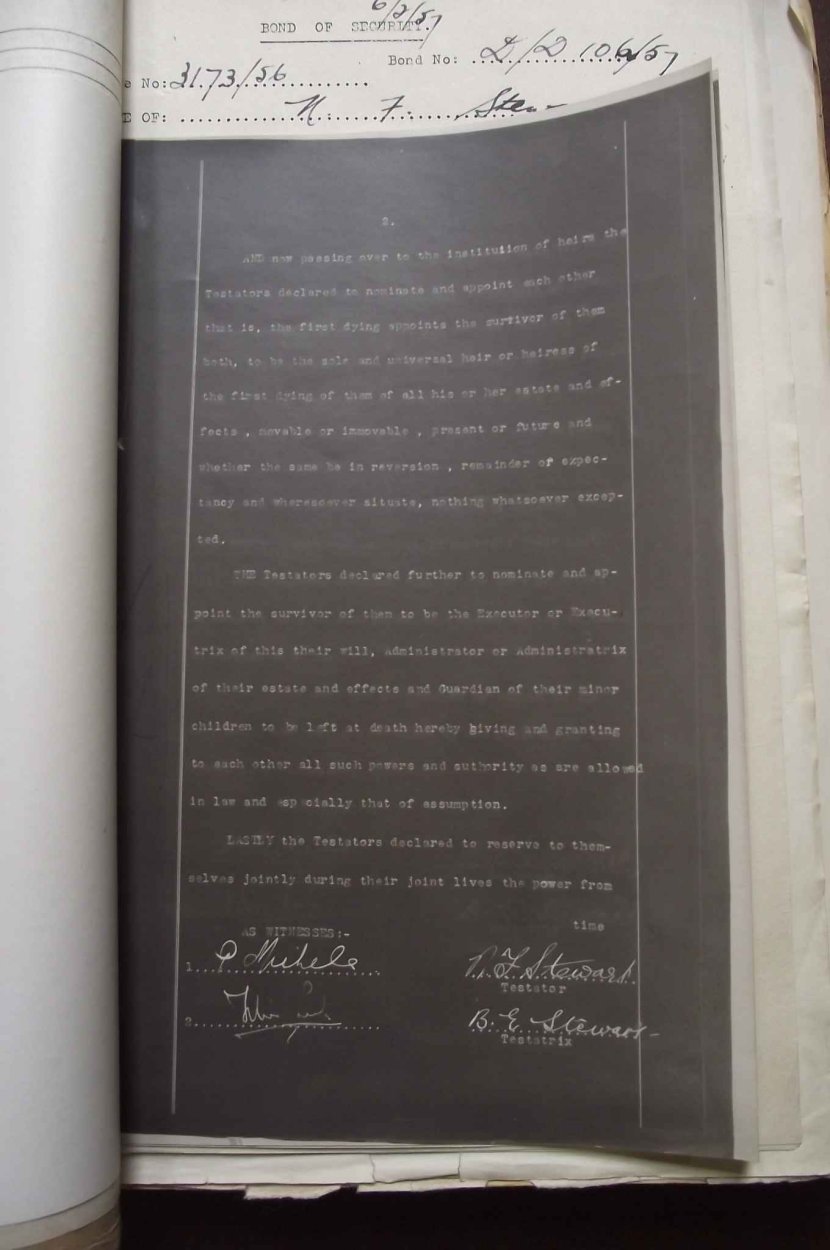 6/2/57
BOND OF SECURITY.
Bond No: D/D 106/57
e No: 3173/56
E OF: N. F. Stew
2.
AND now passing over to the institution of heirs the
Testators declared to nominate and appoint each other
that is, the first dying appoints the survivor of them
both, to be the sole and universal heir or heiress of
the first dying of them of all his or her estate and ef-
fects , movable or immovable , present or future and
whether the same be in reversion , remainder of expec-
tancy and wheresoever situate, nothing whatsoever excep-
ted.
THE Testators declared further to nominate and ap-
point the survivor of them to be the Executor or Execu-
trix of this their will, Administrator or Administratrix
of their estate and effects and Guardian of their minor
children to be left at death hereby giving and granting
to each other all such powers and authority as are allowed
in law and especially that of assumption.
LASTLY the Testators declared to reserve to them-
selves jointly during their joint lives the power from
time
AS WITNESSES:-
1.
N. F. Stewart
Testator
2.
B. E. Stewart
Testatrix